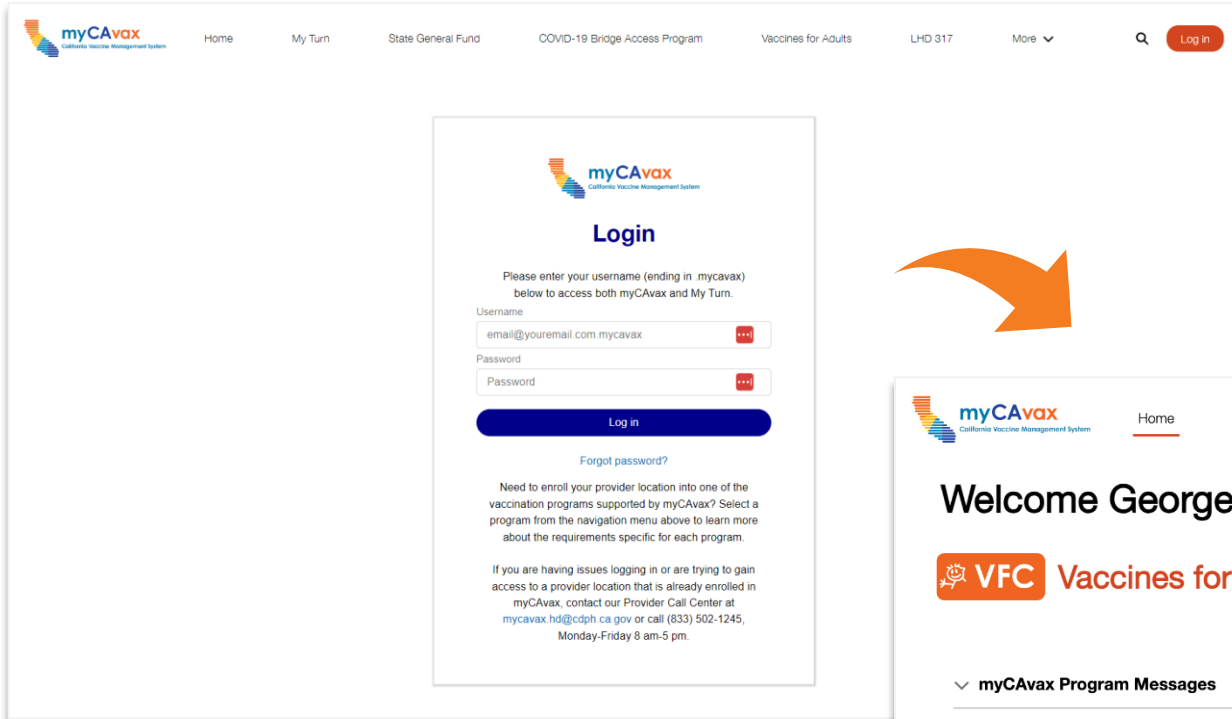 myCAvax
California Vaccine Management System
Home My Turn State General Fund COVID-19 Bridge Access Program Vaccines for Adults LHD 317 More Log in
myCAvax
California Vaccine Management System
Login
Please enter your username (ending in .mycavax)
below to access both myCAvax and My Turn.
Username
email@youremail.com.mycavax
Password
Password
Log in
Forgot password?
Need to enroll your provider location into one of the
vaccination programs supported by myCAvax? Select a
program from the navigation menu above to learn more
about the requirements specific for each program.
If you are having issues logging in or are trying to gain
access to a provider location that is already enrolled in
myCAvax, contact our Provider Call Center at
mycavax.hd@cdph.ca.gov or call (833) 502-1245,
Monday-Friday 8 am-5 pm.
myCAvax
California Vaccine Management System
Home
Welcome George
VFC Vaccines for
myCAvax Program Messages